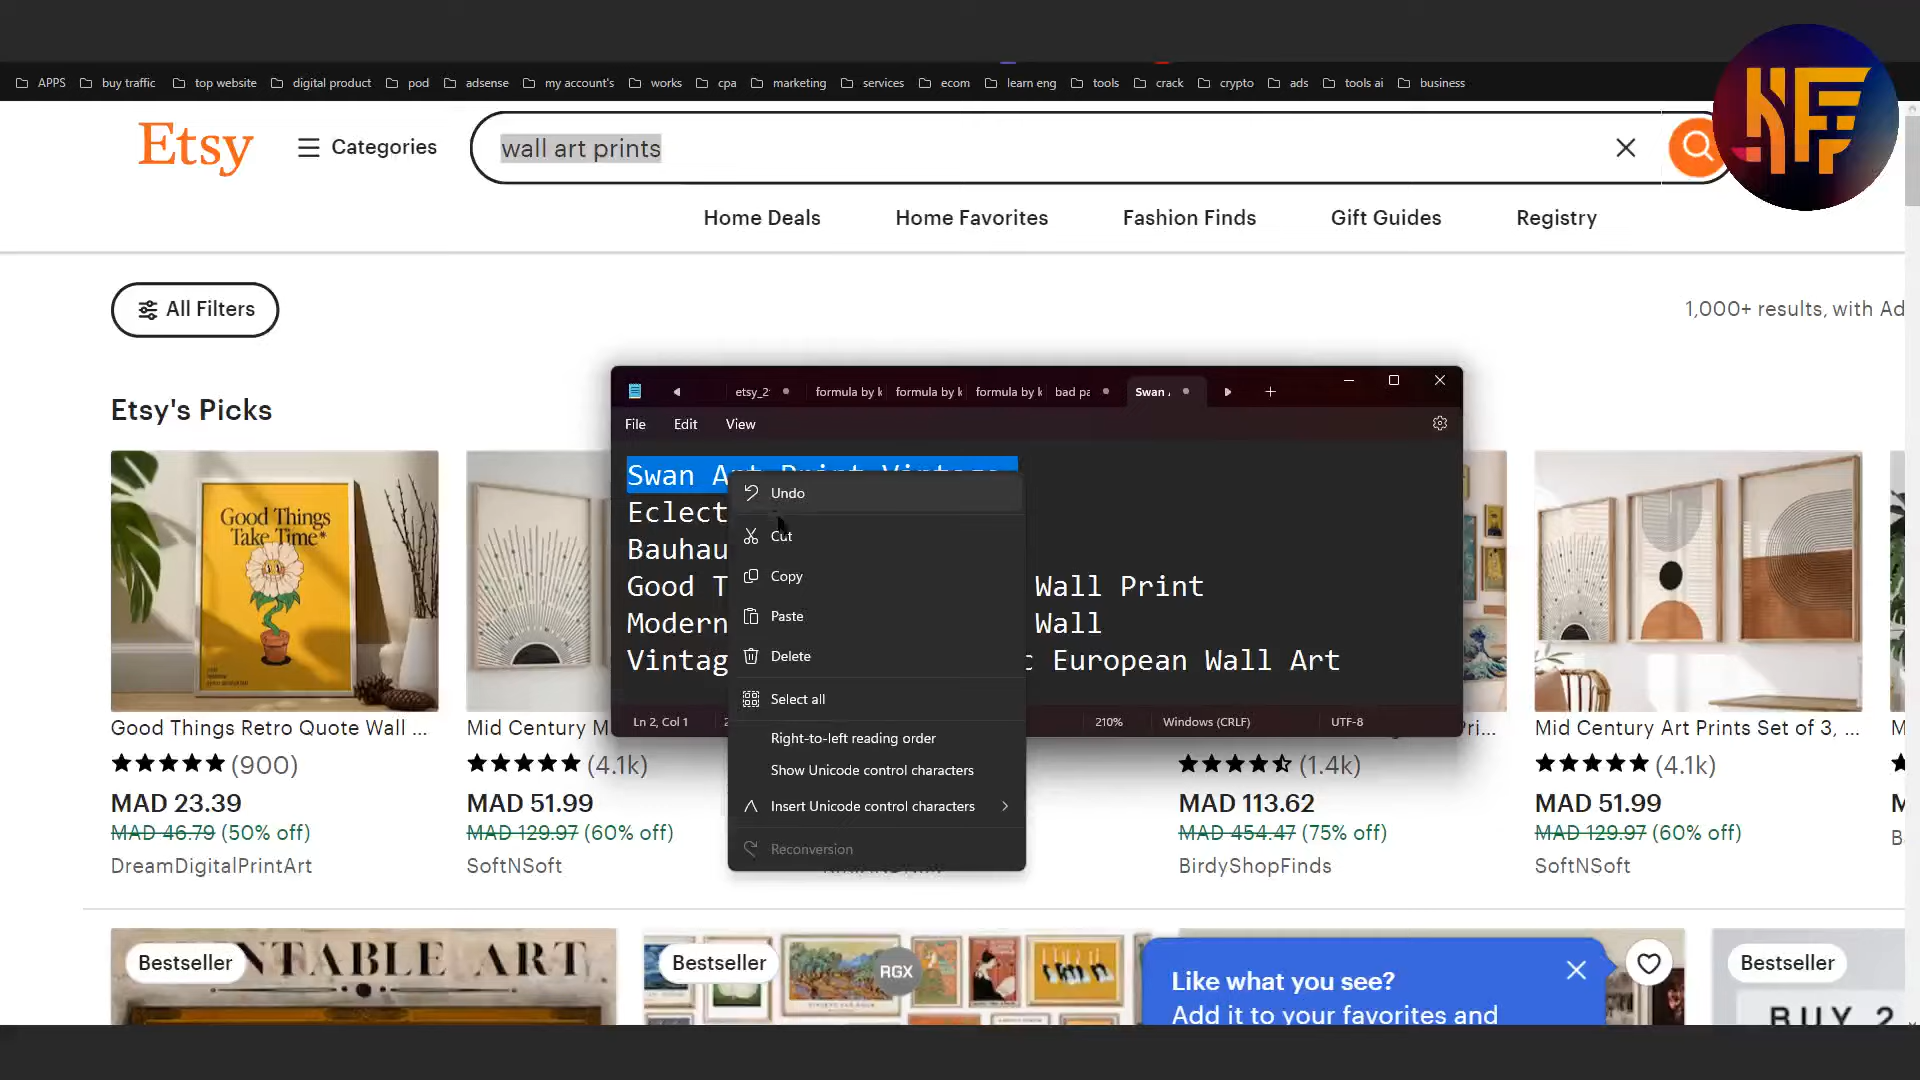 APPS buy traffic top website digital product pod adsense my account's works cpa marketing services ecom learn eng tools crack crypto ads tools ai business
Etsy Categories wall art prints
Home Deals Home Favorites Fashion Finds Gift Guides Registry
All Filters
1,000+ results, with Ad
Etsy's Picks
etsy_2 formula by k formula by k formula by k bad pa Swan
File Edit View
Swan Art Print Vintage
Eclect
Bauhau
Good T Wall Print
Modern Wall
Vintag c European Wall Art
Ln 2, Col 1 210% Windows (CRLF) UTF-8
Undo
Cut
Copy
Paste
Delete
Select all
Right-to-left reading order
Show Unicode control characters
Insert Unicode control characters
Reconversion
Good Things
Take Time*
Good Things Retro Quote Wall ...
(900)
MAD 23.39
MAD 46.79 (50% off)
DreamDigitalPrintArt
Mid Century M
(4.1k)
MAD 51.99
MAD 129.97 (60% off)
SoftNSoft
Pri...
(1.4k)
MAD 113.62
MAD 454.47 (75% off)
BirdyShopFinds
Mid Century Art Prints Set of 3, ...
(4.1k)
MAD 51.99
MAD 129.97 (60% off)
SoftNSoft
Bestseller
NTABLE ART
Bestseller
RGX
Like what you see?
Add it to your favorites and
Bestseller
BUY 2